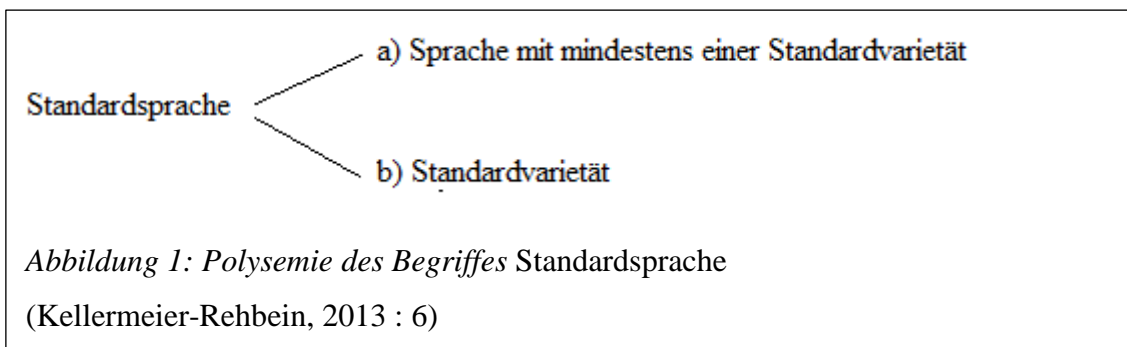 a) Sprache mit mindestens einer Standardvarietät
Standardsprache
b) Standardvarietät
Abbildung 1: Polysemie des Begriffes Standardsprache
(Kellermeier-Rehbein, 2013 : 6)